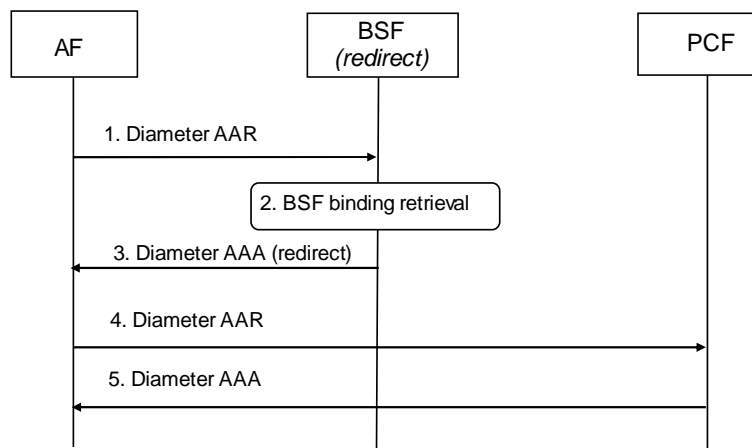 AF
BSF
(redirect)
PCF
1. Diameter AAR
2. BSF binding retrieval
3. Diameter AAA (redirect)
4. Diameter AAR
5. Diameter AAA